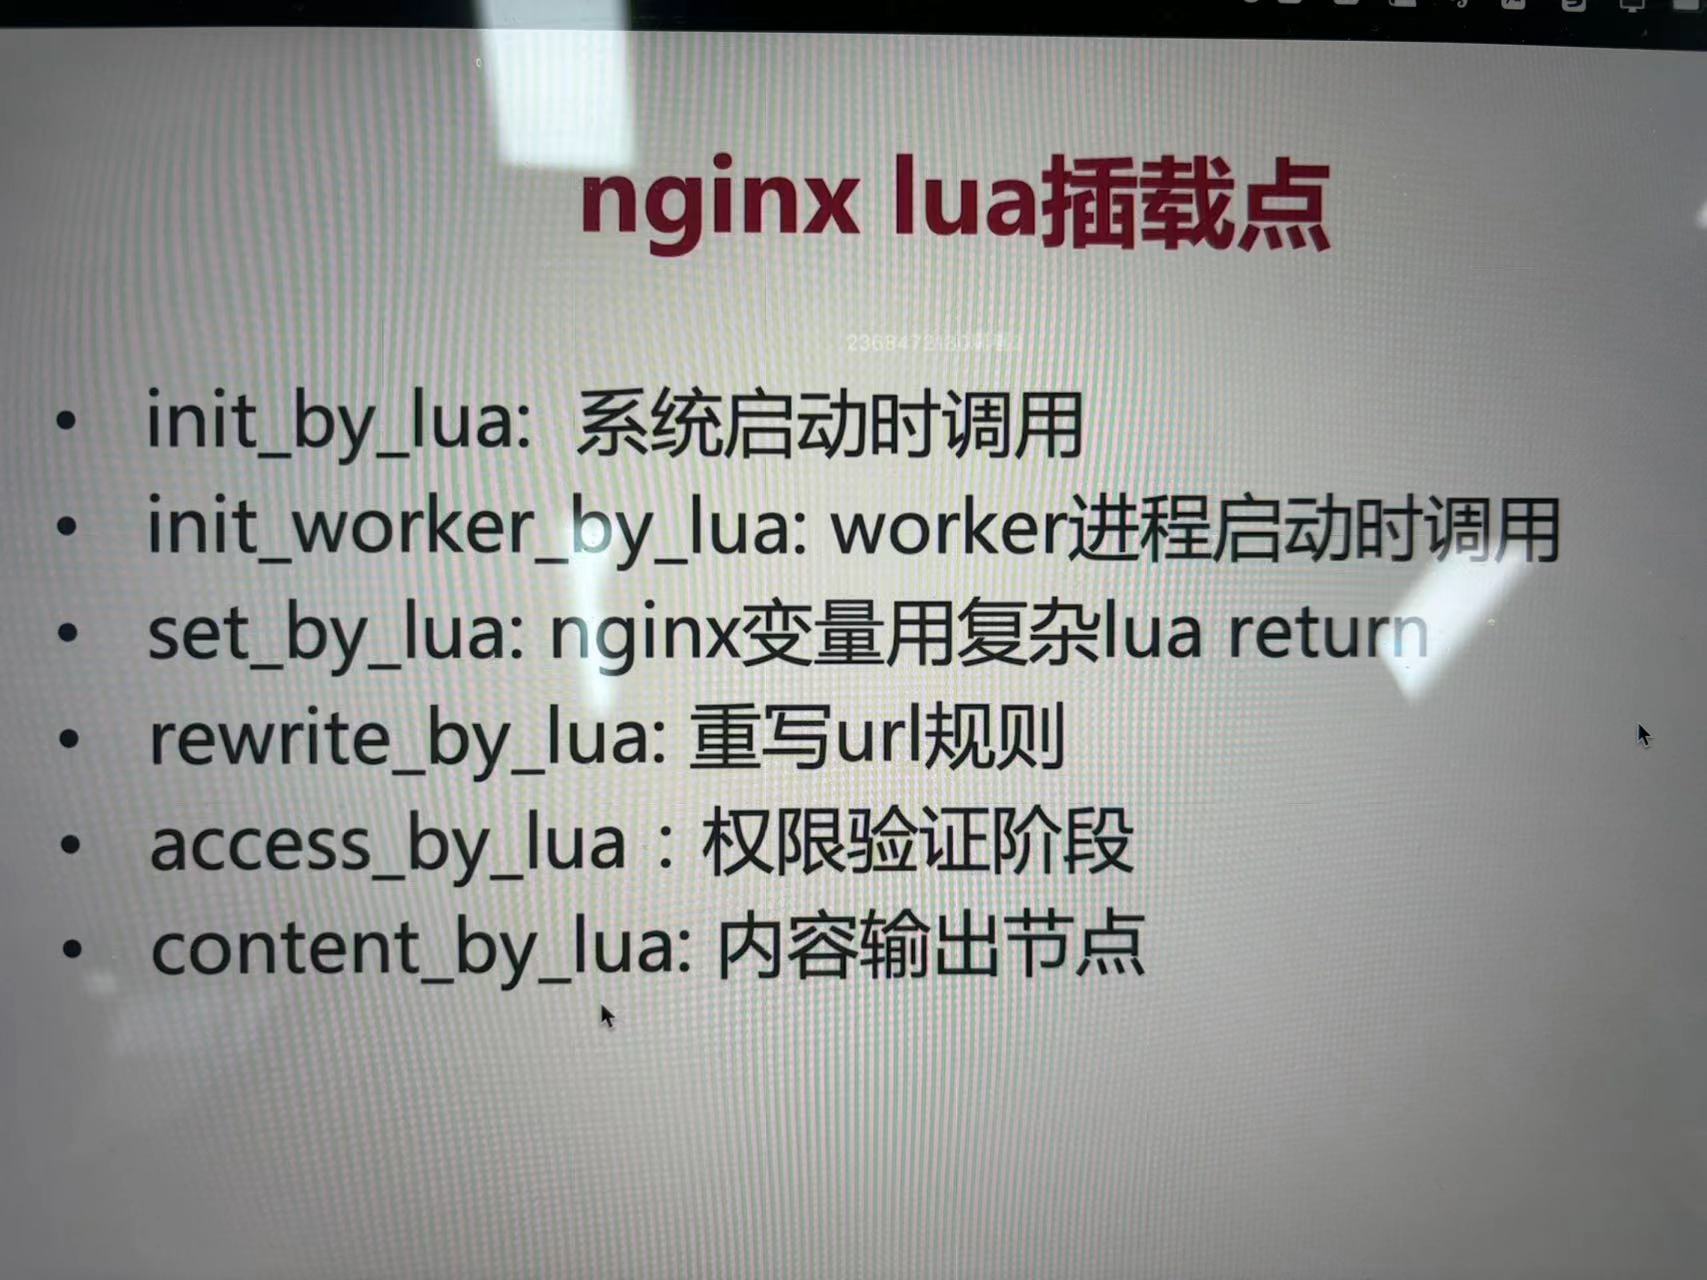 nginx lua插载点
• init_by_lua: 系统启动时调用
• init_worker_by_lua: worker进程启动时调用
• set_by_lua: nginx变量用复杂lua return
• rewrite_by_lua: 重写url规则
• access_by_lua：权限验证阶段
• content_by_lua: 内容输出节点